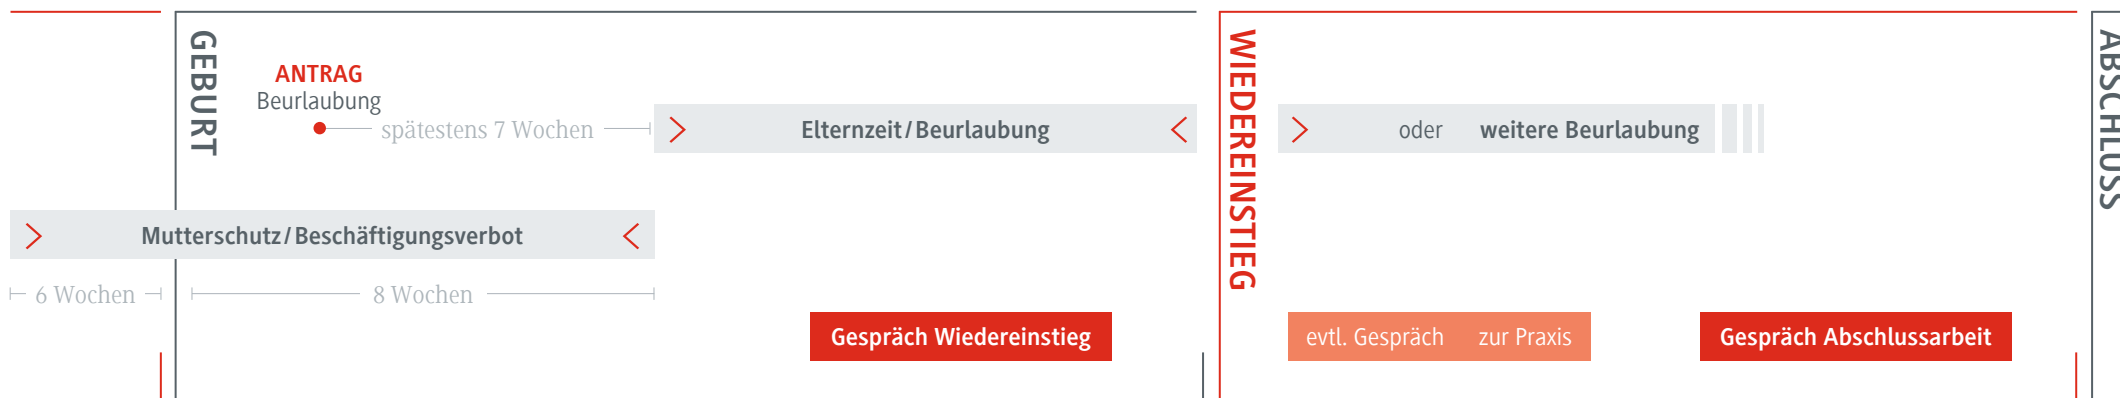 GEBURT
ANTRAG
Beurlaubung
spätestens 7 Wochen
Elternzeit/Beurlaubung
Mutterschutz/Beschäftigungsverbot
6 Wochen
8 Wochen
Gespräch Wiedereinstieg
WIEDEREINSTIEG
oder weitere Beurlaubung
evtl. Gespräch zur Praxis
Gespräch Abschlussarbeit
ABSCHLUSS